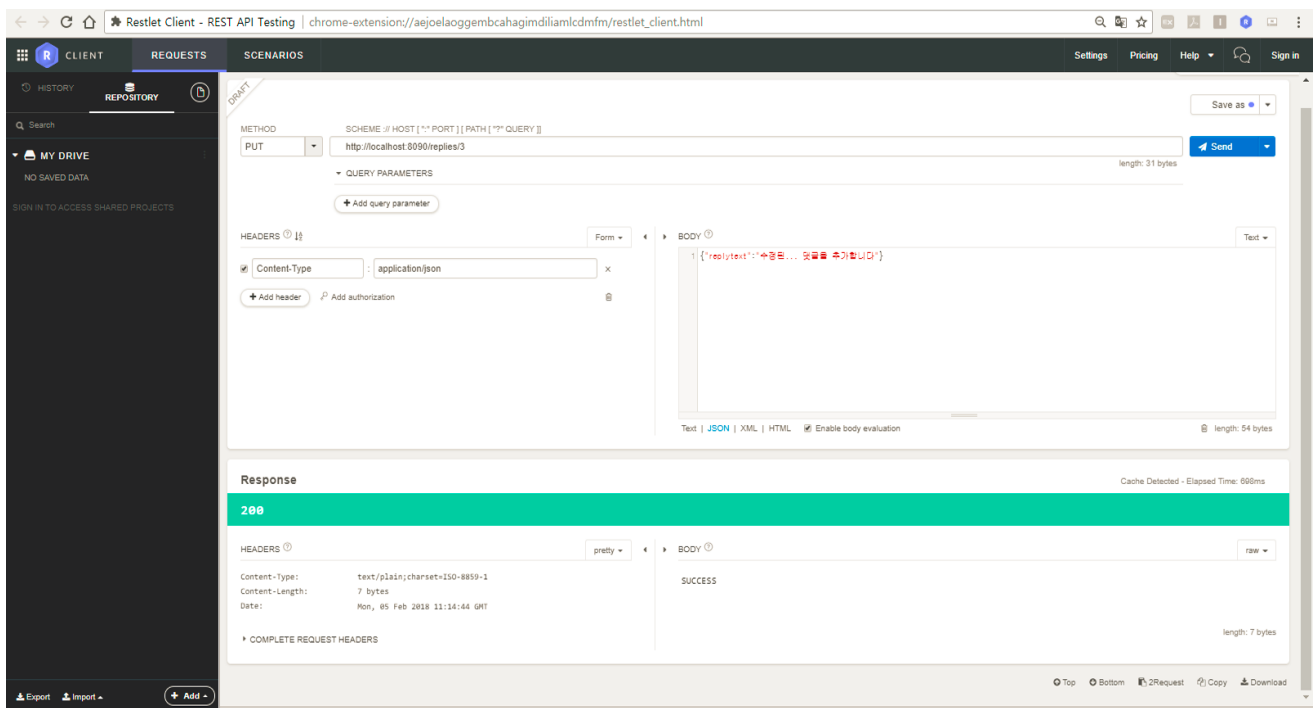 Restlet Client - REST API Testing | chrome-extension://aejoelaoggembcahagimdiliamlcdmfm/restlet_client.html
R CLIENT REQUESTS SCENARIOS Settings Pricing Help Sign in
HISTORY REPOSITORY
DRAFT
Save as
Search
METHOD SCHEME :// HOST [ ":" PORT ] [ PATH [ "?" QUERY ]]
PUT http://localhost:8090/replies/3 Send
length: 31 bytes
MY DRIVE
QUERY PARAMETERS
NO SAVED DATA
+ Add query parameter
SIGN IN TO ACCESS SHARED PROJECTS
HEADERS Form BODY Text
1 {"replytext":"수정된... 댓글을 추가합니다"}
Content-Type : application/json x
+ Add header Add authorization
Text | JSON | XML | HTML Enable body evaluation length: 54 bytes
Response Cache Detected - Elapsed Time: 698ms
200
HEADERS pretty BODY raw
Content-Type: text/plain;charset=ISO-8859-1
SUCCESS
Content-Length: 7 bytes
Date: Mon, 05 Feb 2018 11:14:44 GMT
COMPLETE REQUEST HEADERS
length: 7 bytes
Top Bottom 2Request Copy Download
Export Import + Add